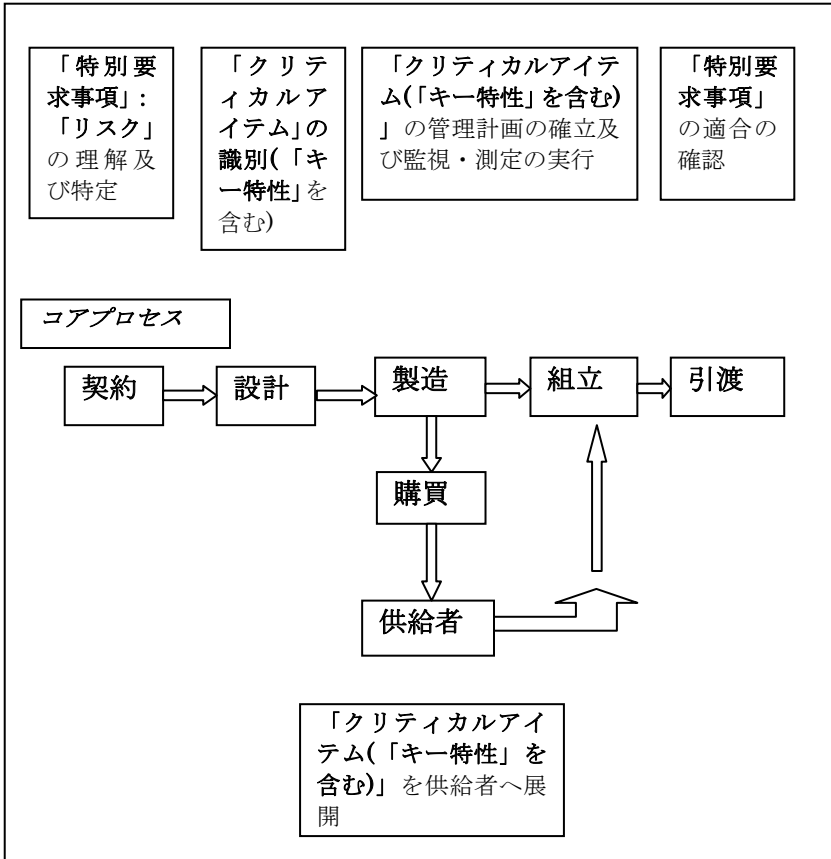 「特別要
求事項」:
「リスク」
の理解及
び特定
「クリテ
ィカルア
イテム」の
識別(「キ
ー特性」を
含む)
「クリティカルアイテ
ム(「キー特性」を含む)
」の管理計画の確立及
び監視・測定の実行
「特別要
求事項」
の適合の
確認
コアプロセス
契約
設計
製造
組立
引渡
購買
供給者
「クリティカルアイ
テム(「キー特性」を
含む)」を供給者へ展
開